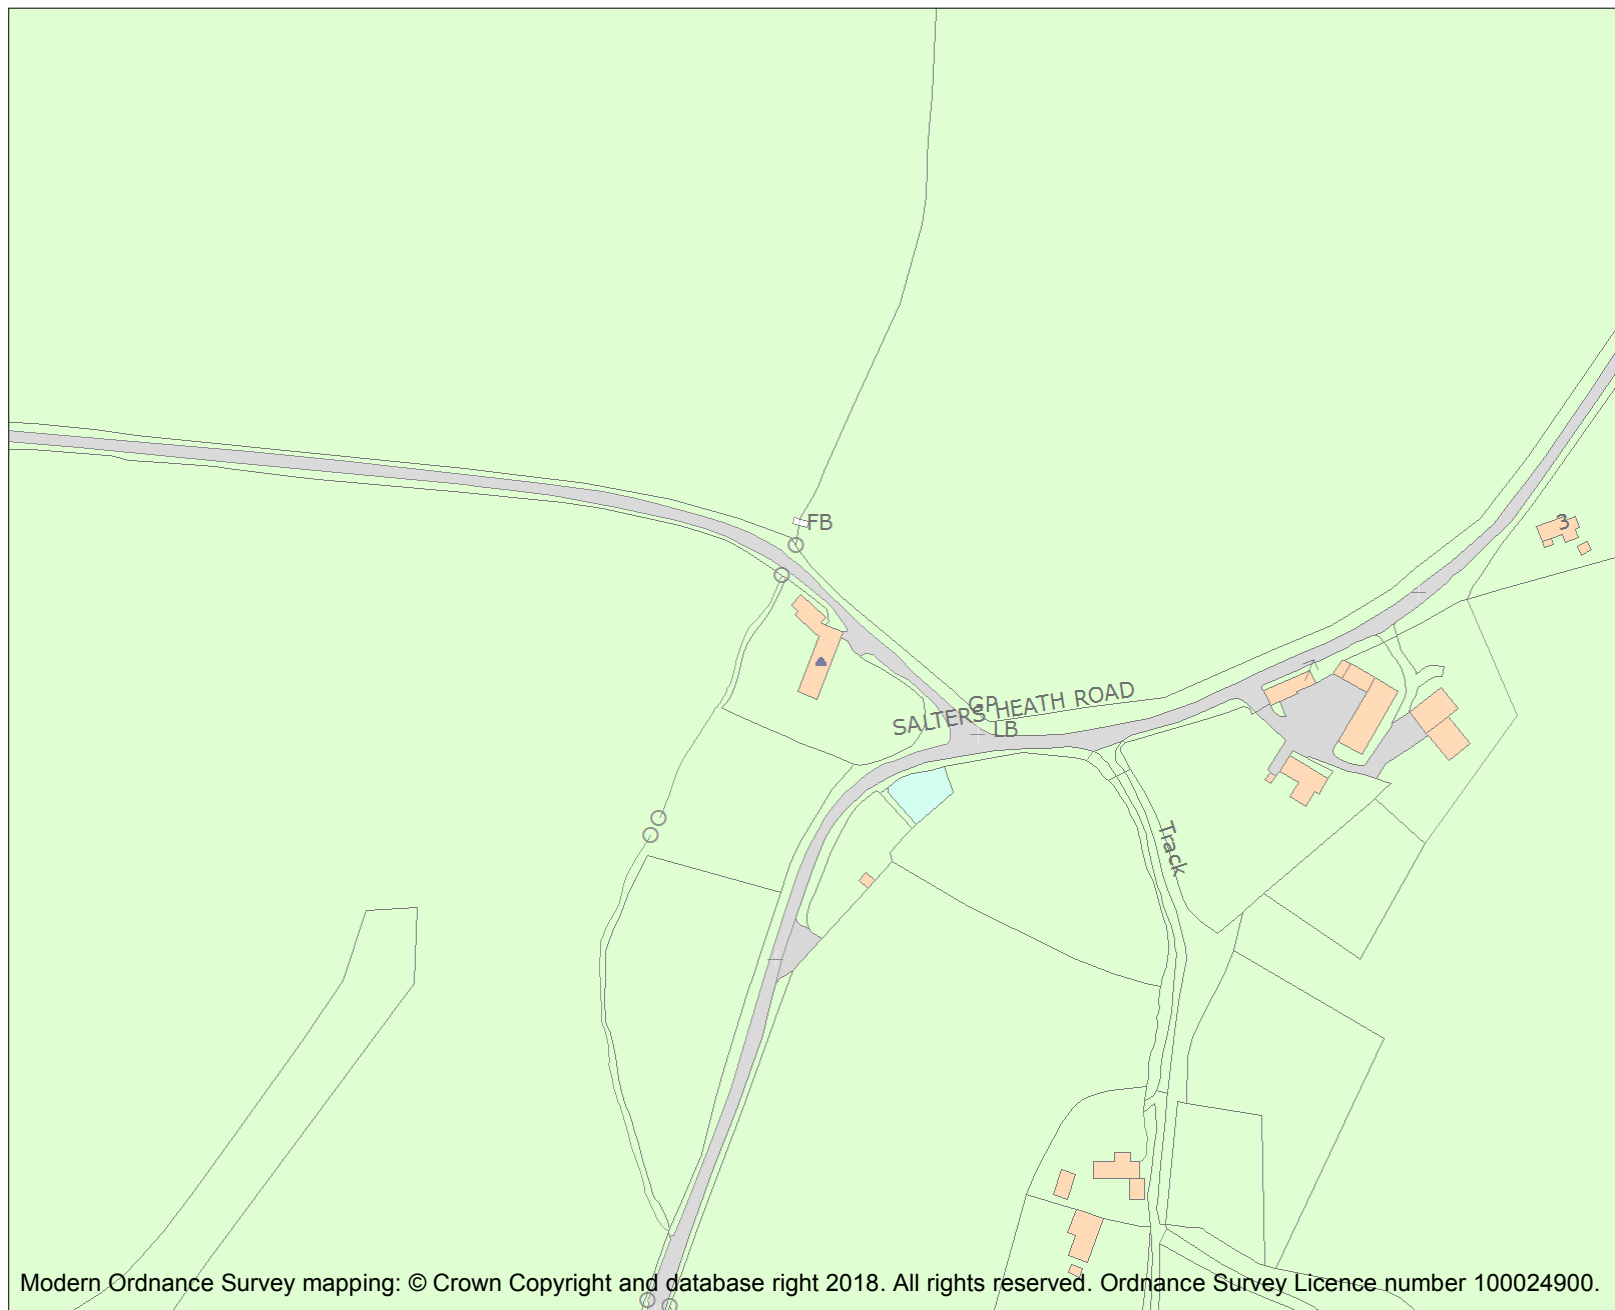 FB
3
GP
SALTERS HEATH ROAD
LB
Track
Modern Ordnance Survey mapping: © Crown Copyright and database right 2018. All rights reserved. Ordnance Survey Licence number 100024900.